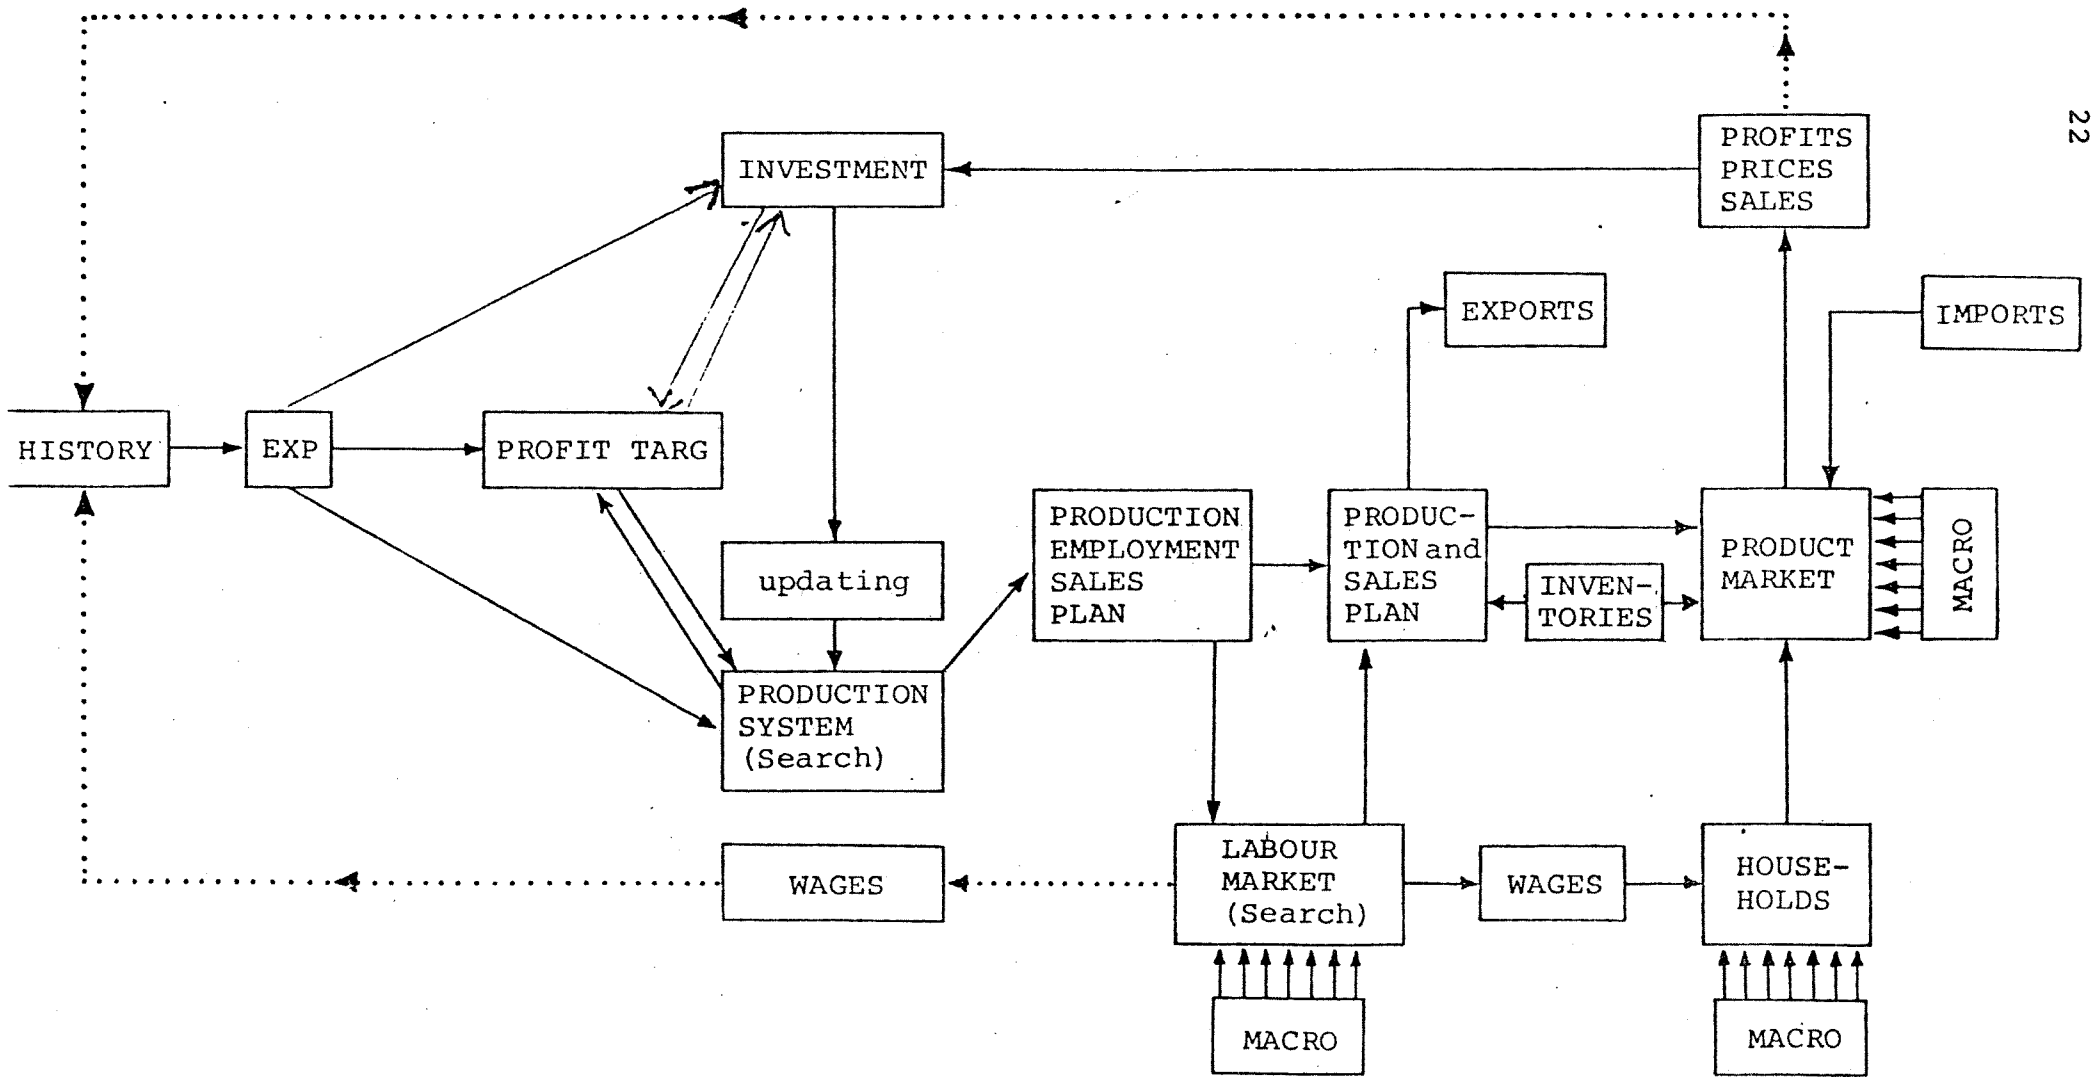 22
PROFITS
PRICES
SALES
INVESTMENT
EXPORTS
IMPORTS
HISTORY
EXP
PROFIT TARG
PRODUCTION
EMPLOYMENT
SALES
PLAN
PRODUC-
TION and
SALES
PLAN
INVEN-
TORIES
PRODUCT
MARKET
MACRO
updating
PRODUCTION
SYSTEM
(Search)
WAGES
LABOUR
MARKET
(Search)
WAGES
HOUSE-
HOLDS
MACRO
MACRO